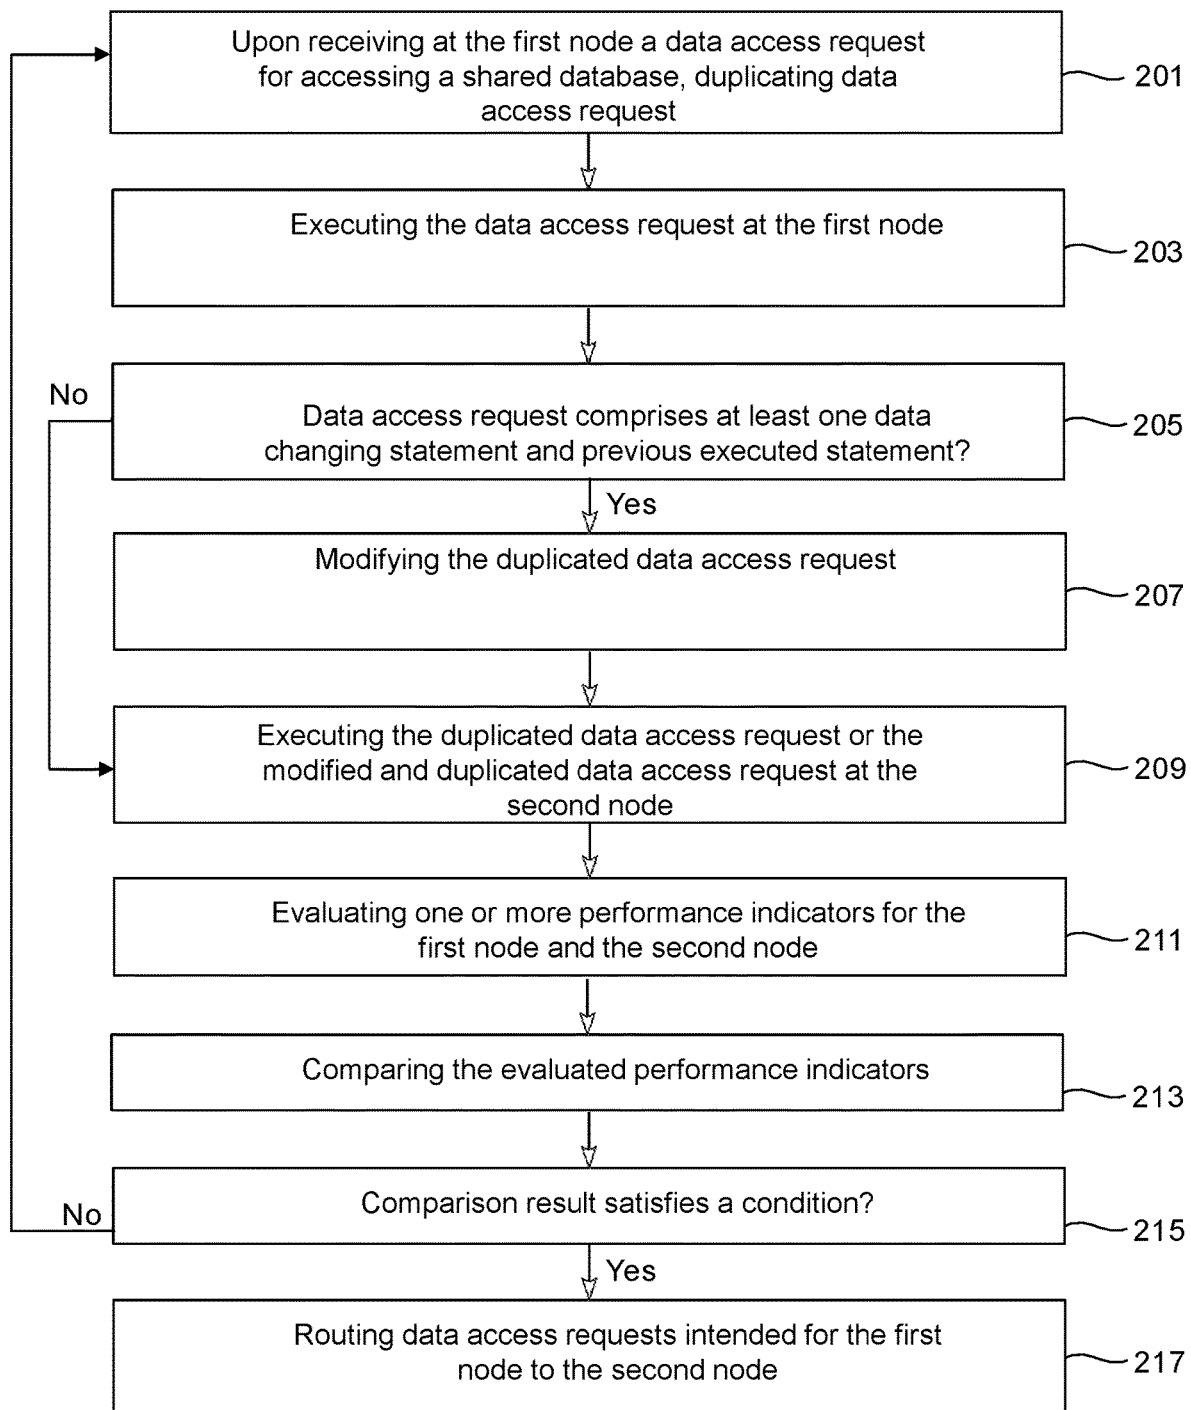 Upon receiving at the first node a data access request
for accessing a shared database, duplicating data
access request
201
Executing the data access request at the first node
203
No
Data access request comprises at least one data
changing statement and previous executed statement?
205
Yes
Modifying the duplicated data access request
207
Executing the duplicated data access request or the
modified and duplicated data access request at the
second node
209
Evaluating one or more performance indicators for the
first node and the second node
211
Comparing the evaluated performance indicators
213
Comparison result satisfies a condition?
215
No
Yes
Routing data access requests intended for the first
node to the second node
217